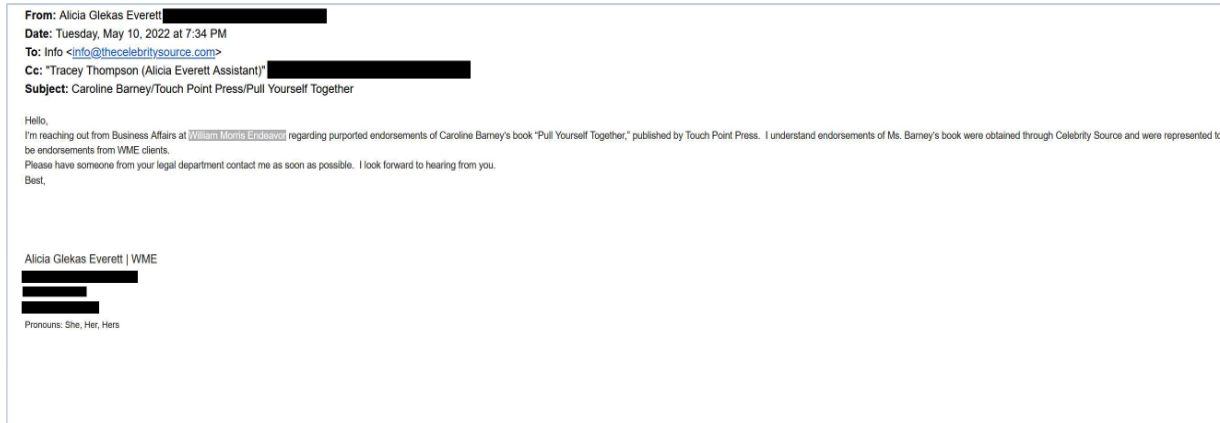 From: Alicia Glekas Everett
Date: Tuesday, May 10, 2022 at 7:34 PM
To: Info <info@thecelebritysource.com>
Cc: "Tracey Thompson (Alicia Everett Assistant)"
Subject: Caroline Barney/Touch Point Press/Pull Yourself Together
Hello,
I'm reaching out from Business Affairs at William Morris Endeavor regarding purported endorsements of Caroline Barney's book "Pull Yourself Together," published by Touch Point Press.  I understand endorsements of Ms. Barney's book were obtained through Celebrity Source and were represented to
be endorsements from WME clients.
Please have someone from your legal department contact me as soon as possible.  I look forward to hearing from you.
Best,
Alicia Glekas Everett | WME
Pronouns: She, Her, Hers